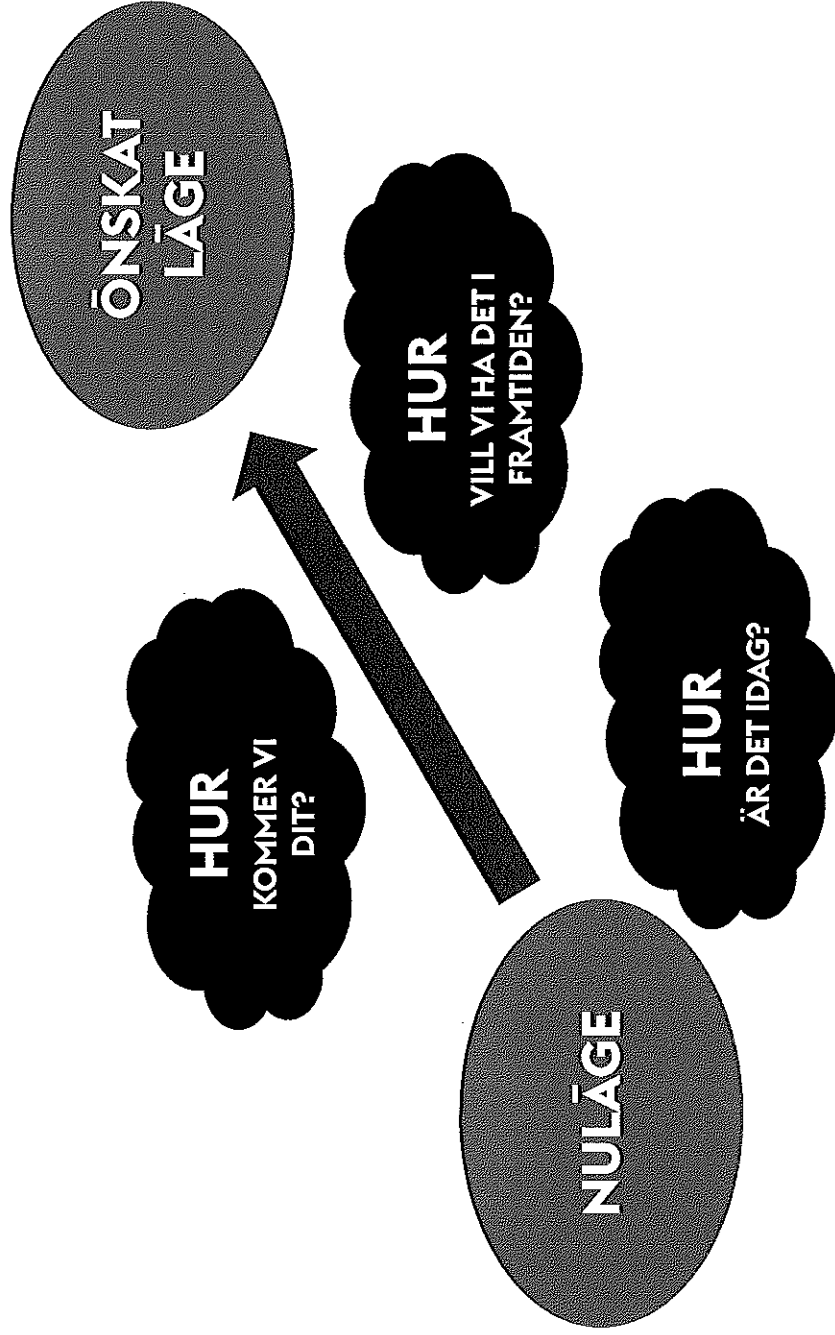 ÖNSKAT
LÄGE
HUR
KOMMER VI
DIT?
HUR
VILL VI HA DET I
FRAMTIDEN?
HUR
ÄR DET IDAG?
NULÄGE